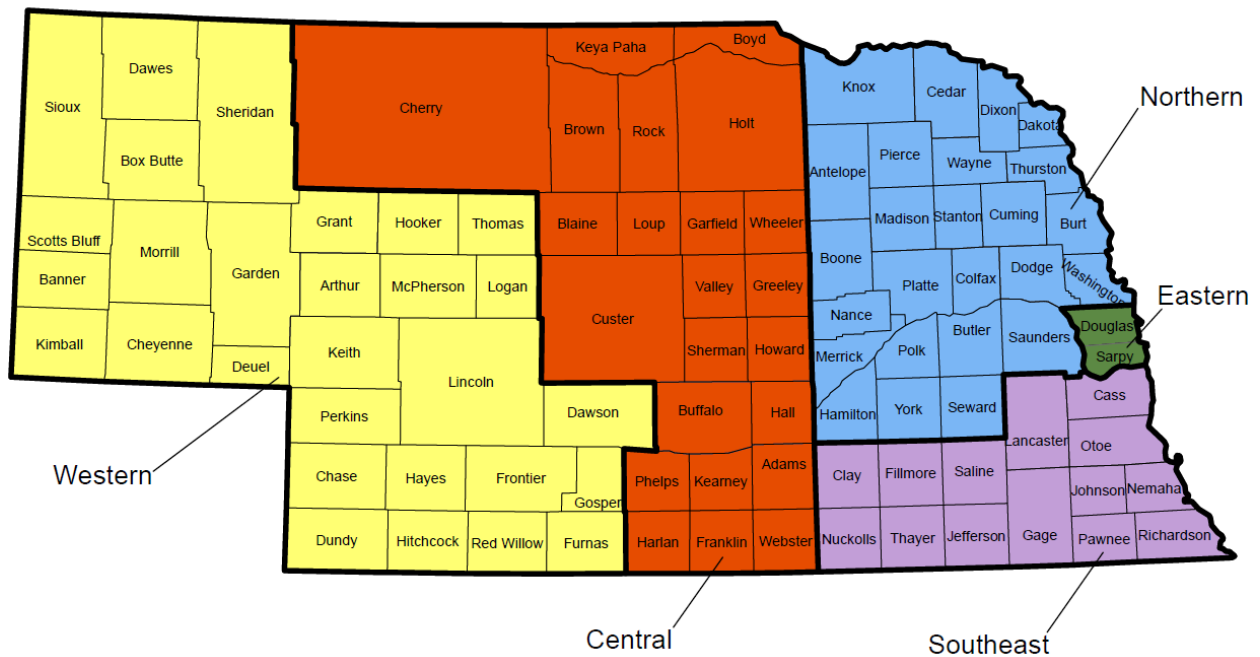 Keya Paha
Boyd
Dawes
Knox
Cedar
Northern
Sioux
Sheridan
Cherry
Dixon
Brown
Rock
Holt
Dakota
Box Butte
Pierce
Wayne
Antelope
Thurston
Grant
Hooker
Thomas
Blaine
Loup
Garfield
Wheeler
Madison
Stanton
Cuming
Burt
Scotts Bluff
Morrill
Garden
Boone
Banner
Arthur
McPherson
Logan
Valley
Greeley
Platte
Colfax
Dodge
Washington
Eastern
Custer
Nance
Douglas
Kimball
Cheyenne
Keith
Sherman
Howard
Merrick
Polk
Butler
Saunders
Sarpy
Deuel
Lincoln
Perkins
Dawson
Buffalo
Hall
Hamilton
York
Seward
Cass
Lancaster
Otoe
Western
Chase
Hayes
Frontier
Gosper
Phelps
Kearney
Adams
Clay
Fillmore
Saline
Johnson
Nemaha
Dundy
Hitchcock
Red Willow
Furnas
Harlan
Franklin
Webster
Nuckolls
Thayer
Jefferson
Gage
Pawnee
Richardson
Central
Southeast